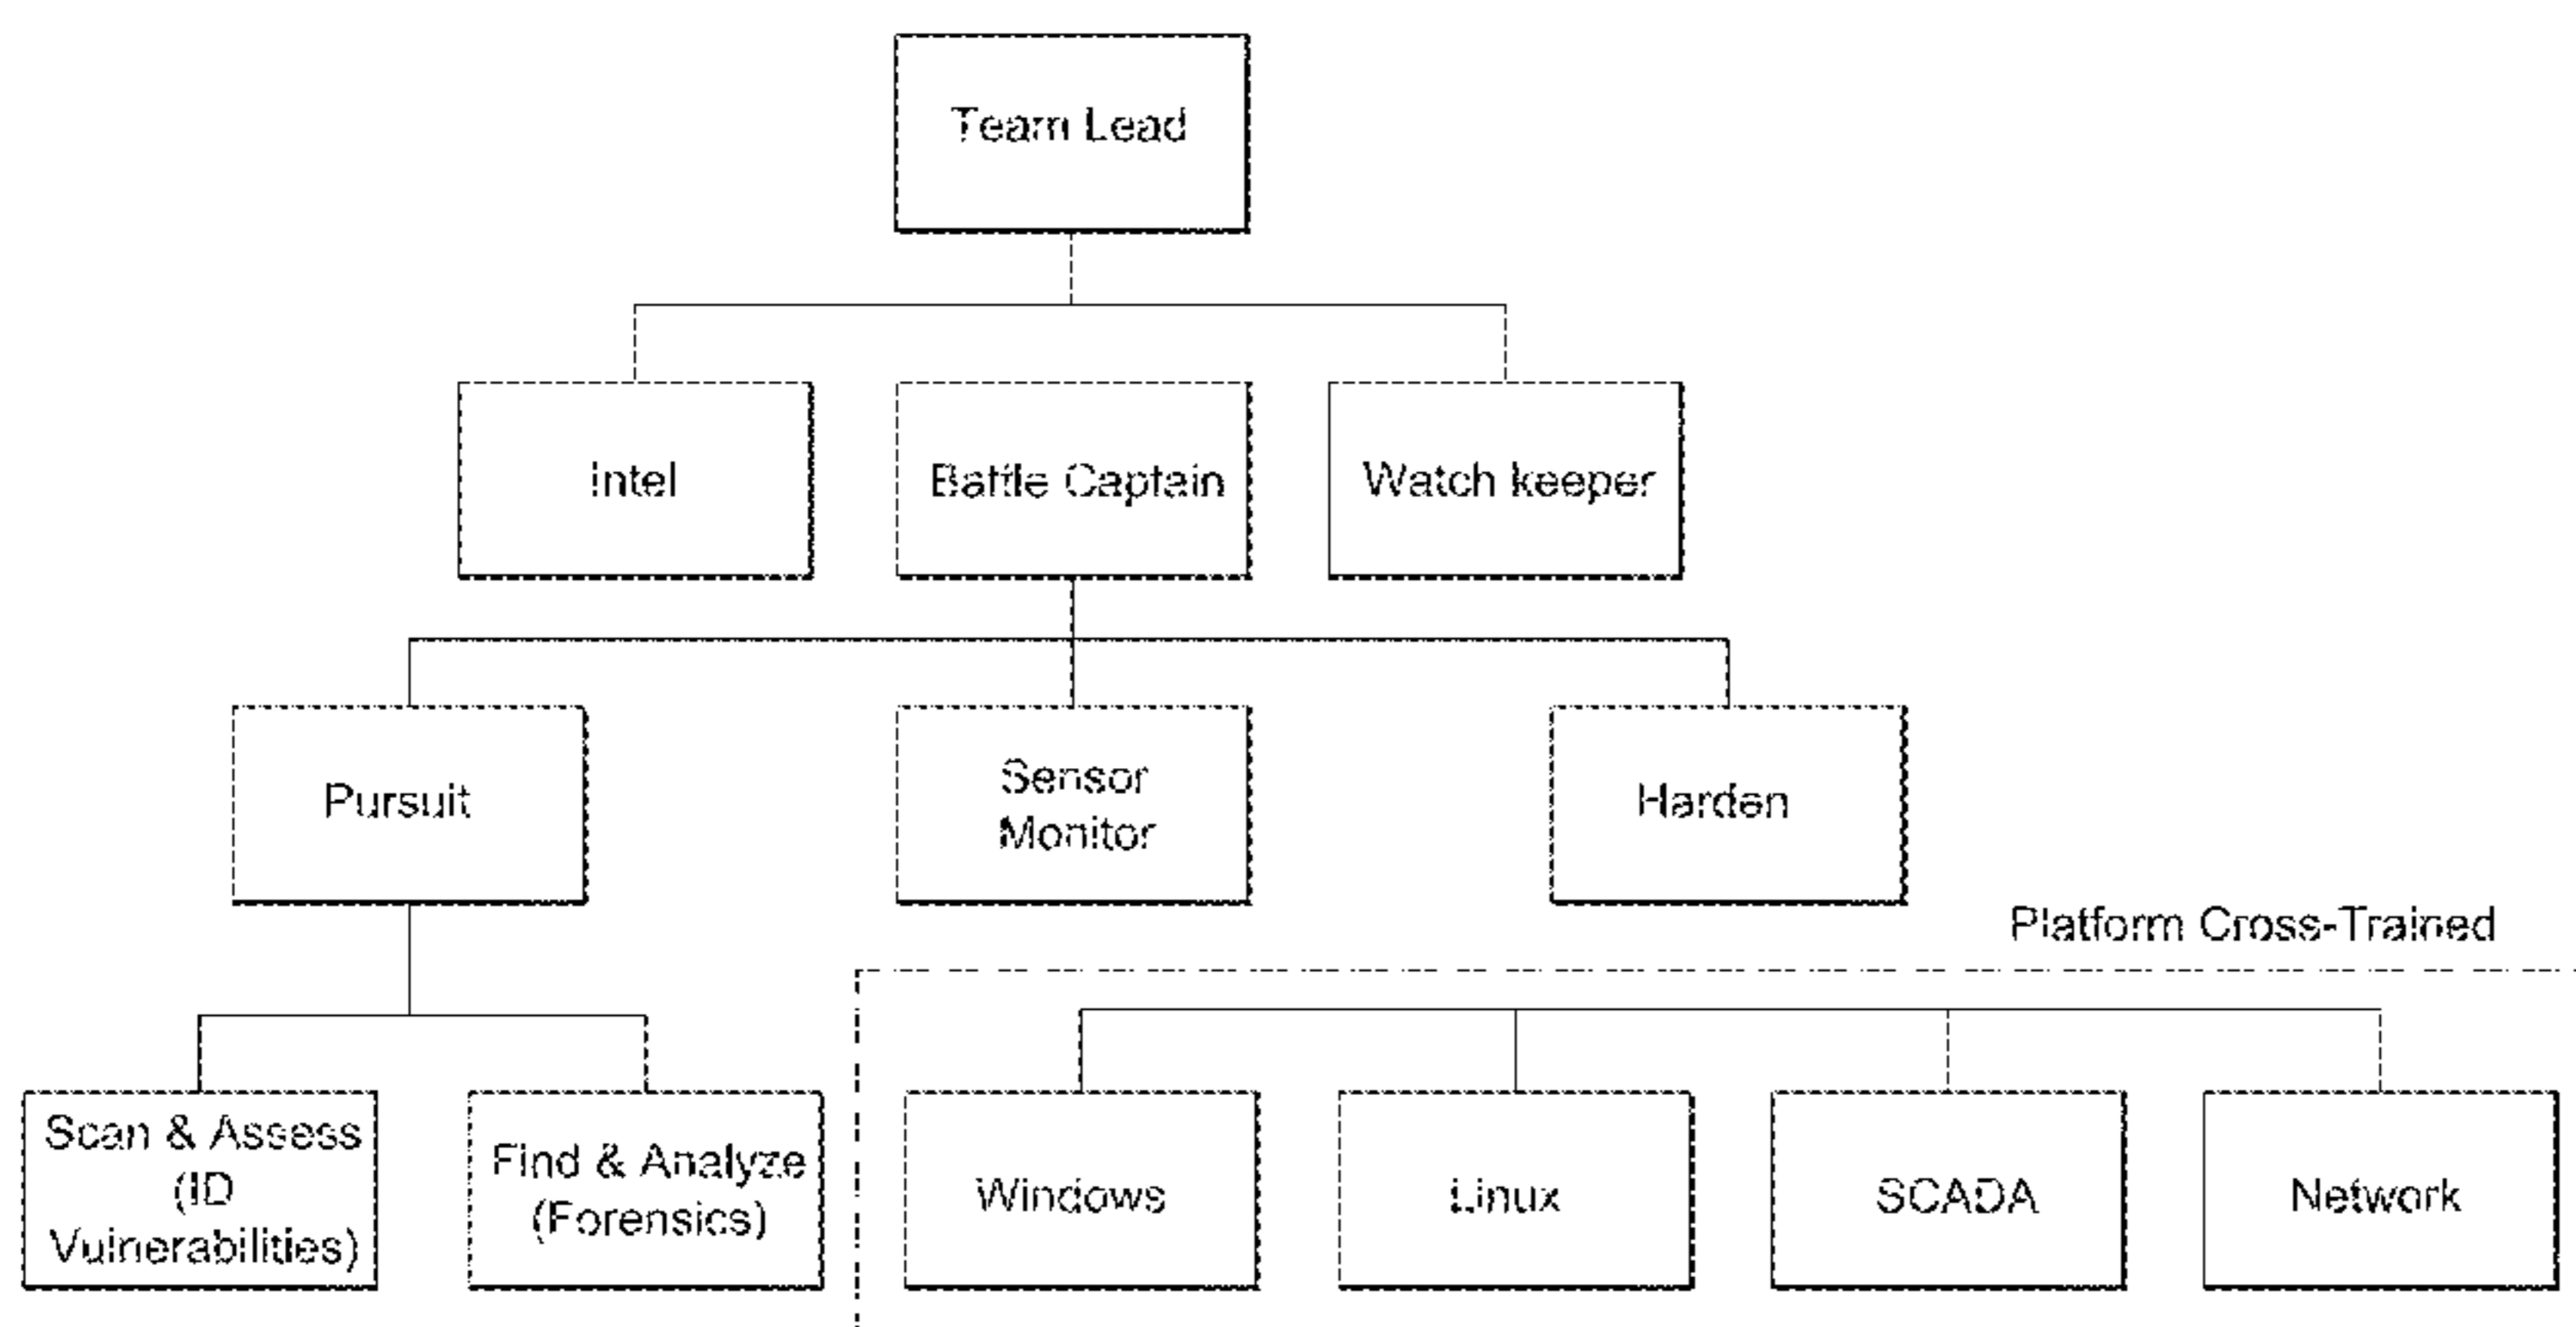 Team Lead
Intel
Battle Captain
Watch keeper
Pursuit
Sensor
Monitor
Harden
Platform Cross-Trained
Scan & Assess
(ID
Vulnerabilities)
Find & Analyze
(Forensics)
Windows
Linux
SCADA
Network